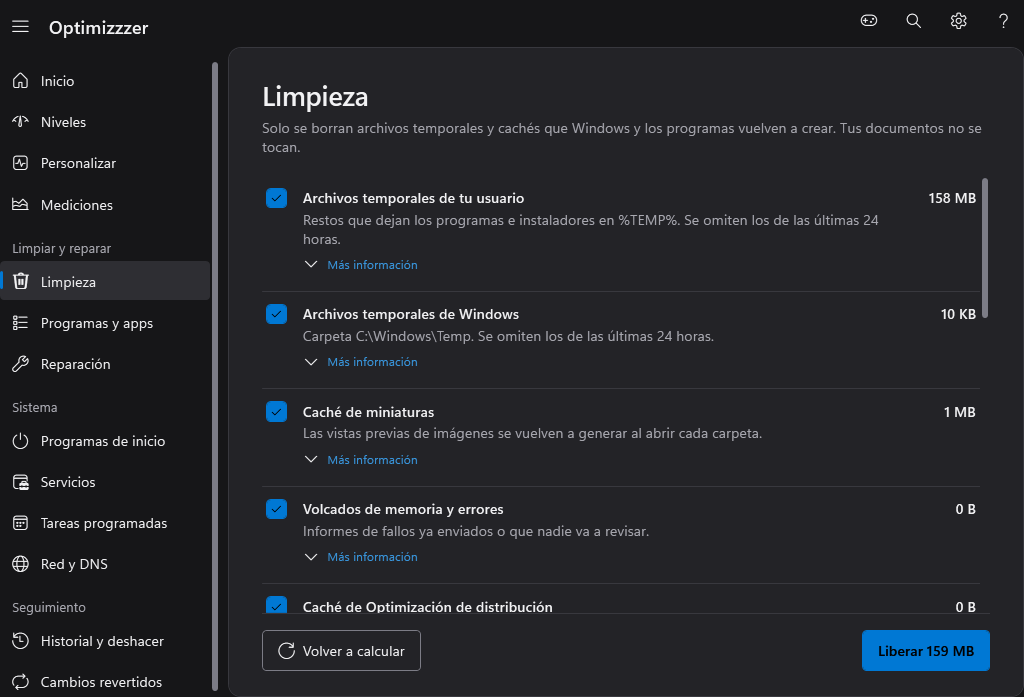 Optimizzzer
Inicio
Niveles
Personalizar
Mediciones
Limpiar y reparar
Limpieza
Programas y apps
Reparación
Sistema
Programas de inicio
Servicios
Tareas programadas
Red y DNS
Seguimiento
Historial y deshacer
Cambios revertidos
Limpieza
Solo se borran archivos temporales y cachés que Windows y los programas vuelven a crear. Tus documentos no se
tocan.
Archivos temporales de tu usuario 158 MB
Restos que dejan los programas e instaladores en %TEMP%. Se omiten los de las últimas 24
horas.
Más información
Archivos temporales de Windows 10 KB
Carpeta C:\Windows\Temp. Se omiten los de las últimas 24 horas.
Más información
Caché de miniaturas 1 MB
Las vistas previas de imágenes se vuelven a generar al abrir cada carpeta.
Más información
Volcados de memoria y errores 0 B
Informes de fallos ya enviados o que nadie va a revisar.
Más información
Caché de Optimización de distribución 0 B
Volver a calcular
Liberar 159 MB